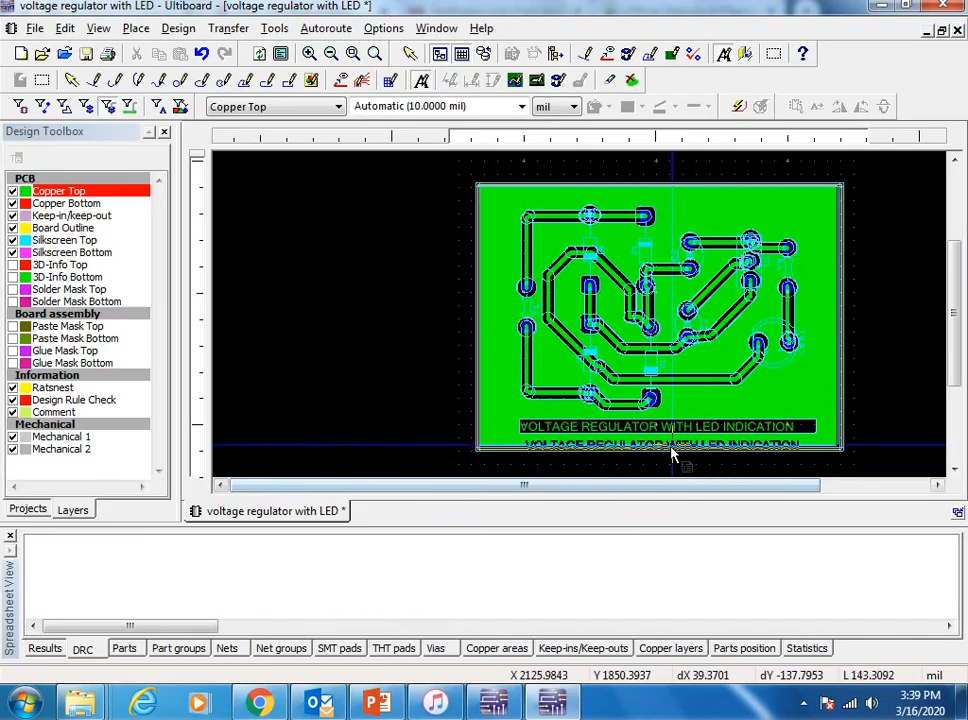 voltage regulator with LED * - Ultiboard - [voltage regulator with LED *]
File Edit View Place Design Transfer Tools Autoroute Options Window Help
Copper Top Automatic (10.0000 mil) mil
Design Toolbox
PCB
Copper Top
Copper Bottom
Keep-in/keep-out
Board Outline
Silkscreen Top
Silkscreen Bottom
3D-Info Top
3D-Info Bottom
Solder Mask Top
Solder Mask Bottom
Board assembly
Paste Mask Top
Paste Mask Bottom
Glue Mask Top
Glue Mask Bottom
Information
Ratsnest
Design Rule Check
Comment
Mechanical
Mechanical 1
Mechanical 2
VOLTAGE REGULATOR WITH LED INDICATION
VOLTAGE REGULATOR WITH LED INDICATION
Projects Layers
voltage regulator with LED *
Spreadsheet View
Results DRC Parts Part groups Nets Net groups SMT pads THT pads Vias Copper areas Keep-ins/Keep-outs Copper layers Parts position Statistics
X 2125.9843 Y 1850.3937 dX 39.3701 dY -137.7953 L 143.3092 mil
3:39 PM
3/16/2020